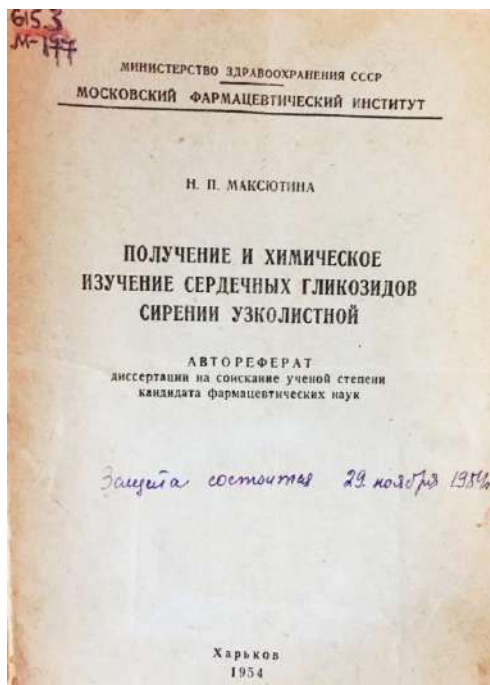 615.3
М-177
МИНИСТЕРСТВО ЗДРАВООХРАНЕНИЯ СССР
МОСКОВСКИЙ ФАРМАЦЕВТИЧЕСКИЙ ИНСТИТУТ
Н. П. МАКСЮТИНА
ПОЛУЧЕНИЕ И ХИМИЧЕСКОЕ
ИЗУЧЕНИЕ СЕРДЕЧНЫХ ГЛИКОЗИДОВ
СИРЕНИИ УЗКОЛИСТНОЙ
АВТОРЕФЕРАТ
диссертации на соискание ученой степени
кандидата фармацевтических наук
Защита состоится 29 ноября 1954
Харьков
1954